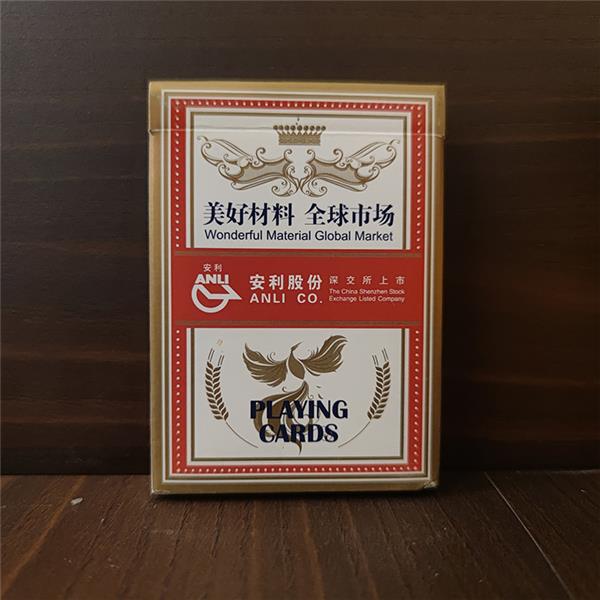 美好材料 全球市场
Wonderful Material Global Market
安利
ANLI
安利股份
ANLI CO.
深交所上市
The China Shenzhen Stock
Exchange Listed Company
PLAYING
CARDS